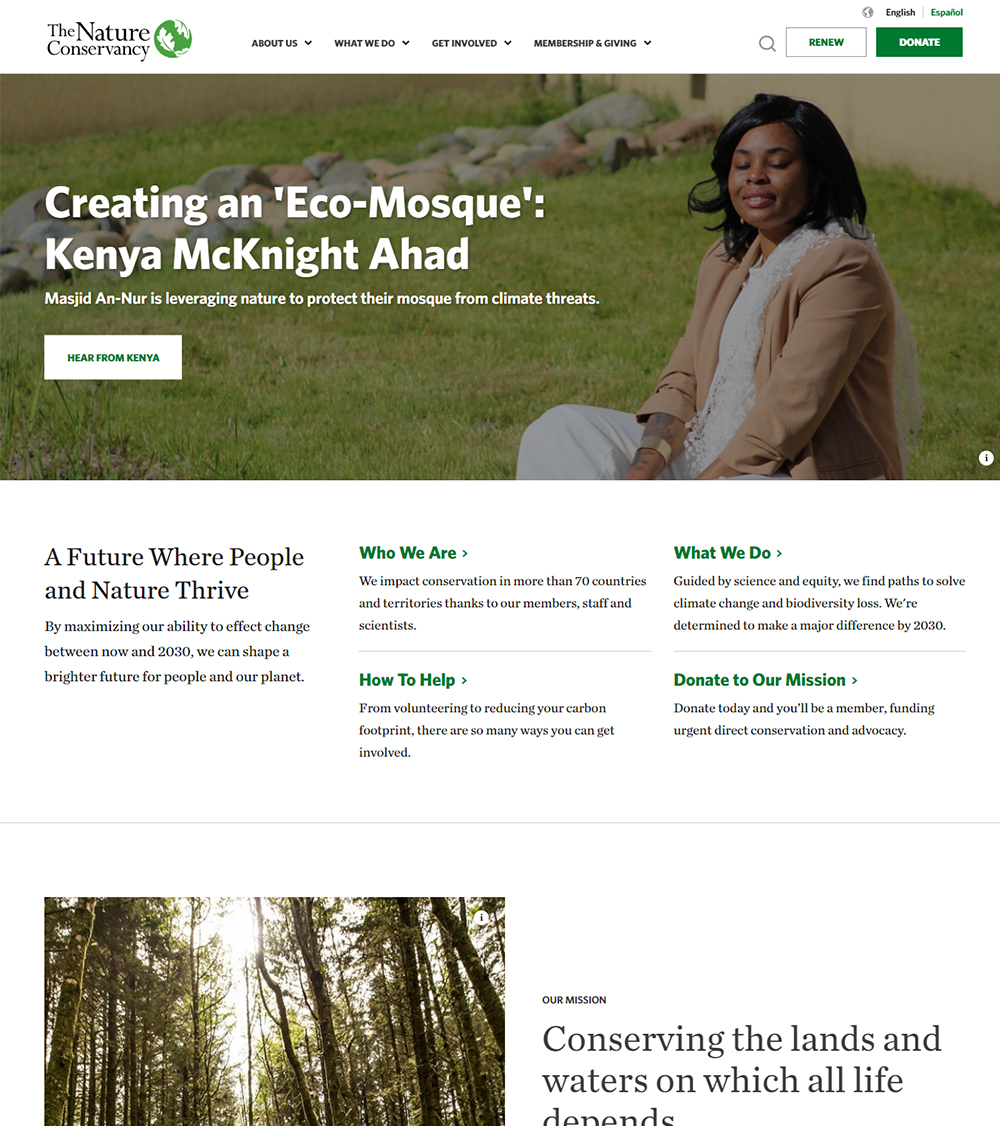 English
Español
The Nature
Conservancy
ABOUT US
WHAT WE DO
GET INVOLVED
MEMBERSHIP & GIVING
RENEW
DONATE
Creating an 'Eco-Mosque':
Kenya McKnight Ahad
Masjid An-Nur is leveraging nature to protect their mosque from climate threats.
HEAR FROM KENYA
i
A Future Where People
and Nature Thrive
By maximizing our ability to effect change
between now and 2030, we can shape a
brighter future for people and our planet.
Who We Are >
We impact conservation in more than 70 countries
and territories thanks to our members, staff and
scientists.
What We Do >
Guided by science and equity, we find paths to solve
climate change and biodiversity loss. We're
determined to make a major difference by 2030.
How To Help >
From volunteering to reducing your carbon
footprint, there are so many ways you can get
involved.
Donate to Our Mission >
Donate today and you'll be a member, funding
urgent direct conservation and advocacy.
i
OUR MISSION
Conserving the lands and
waters on which all life
depends